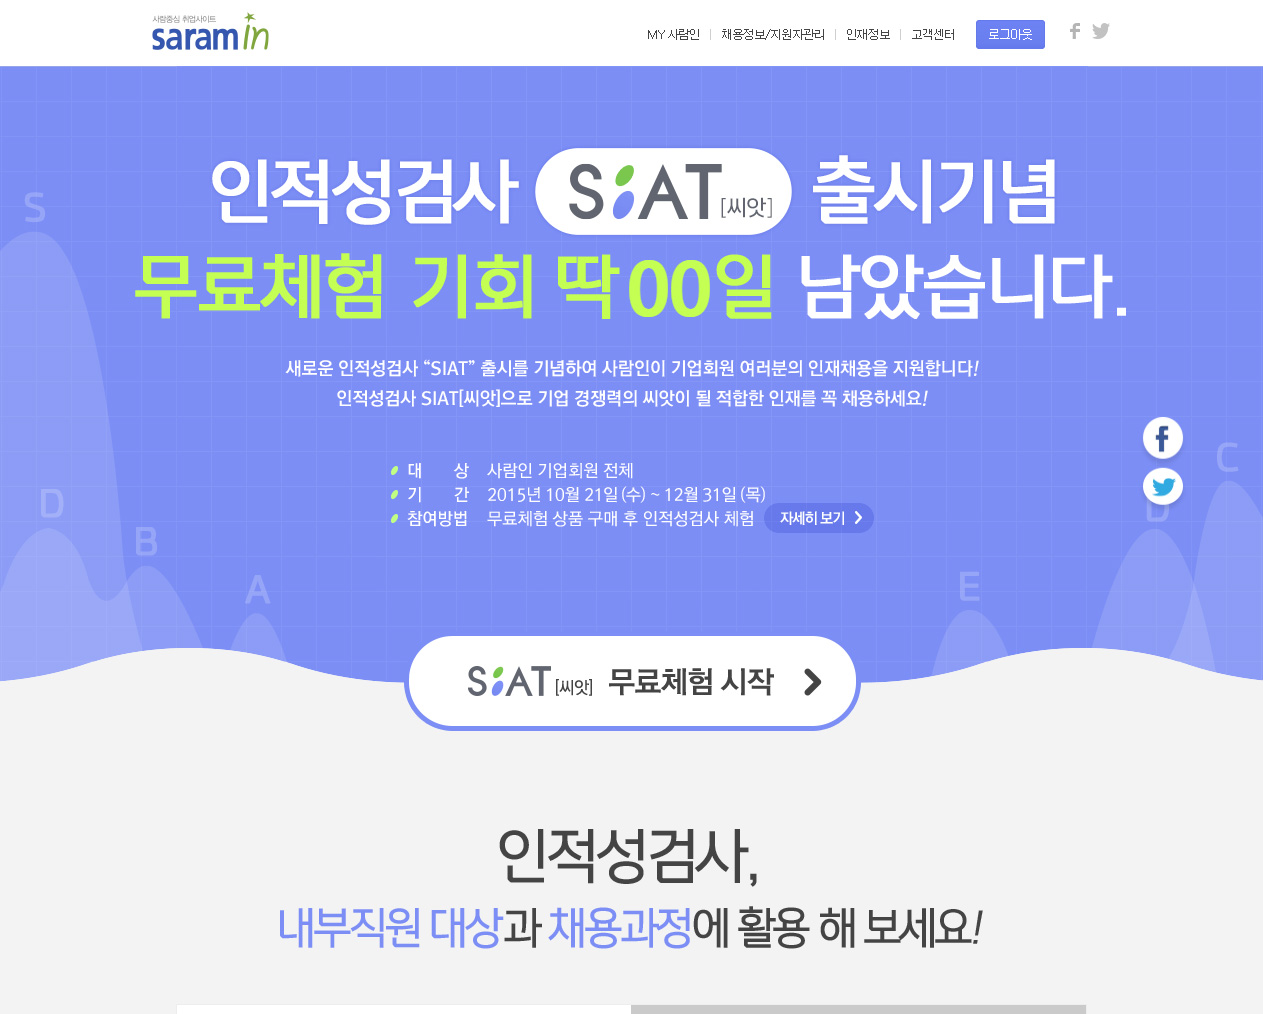 사람중심 취업사이트
saramin
MY 사람인 | 채용정보/지원자관리 | 인재정보 | 고객센터 로그아웃
인적성검사 SiAT[씨앗] 출시기념
무료체험 기회 딱 00일 남았습니다.
새로운 인적성검사 “SIAT” 출시를 기념하여 사람인이 기업회원 여러분의 인재채용을 지원합니다!
인적성검사 SIAT[씨앗]으로 기업 경쟁력의 씨앗이 될 적합한 인재를 꼭 채용하세요!
대 상 사람인 기업회원 전체
기 간 2015년 10월 21일 (수) ~ 12월 31일 (목)
참여방법 무료체험 상품 구매 후 인적성검사 체험 자세히 보기
S
D
B
A
E
D
C
SiAT[씨앗] 무료체험 시작
인적성검사,
내부직원 대상과 채용과정에 활용 해 보세요!